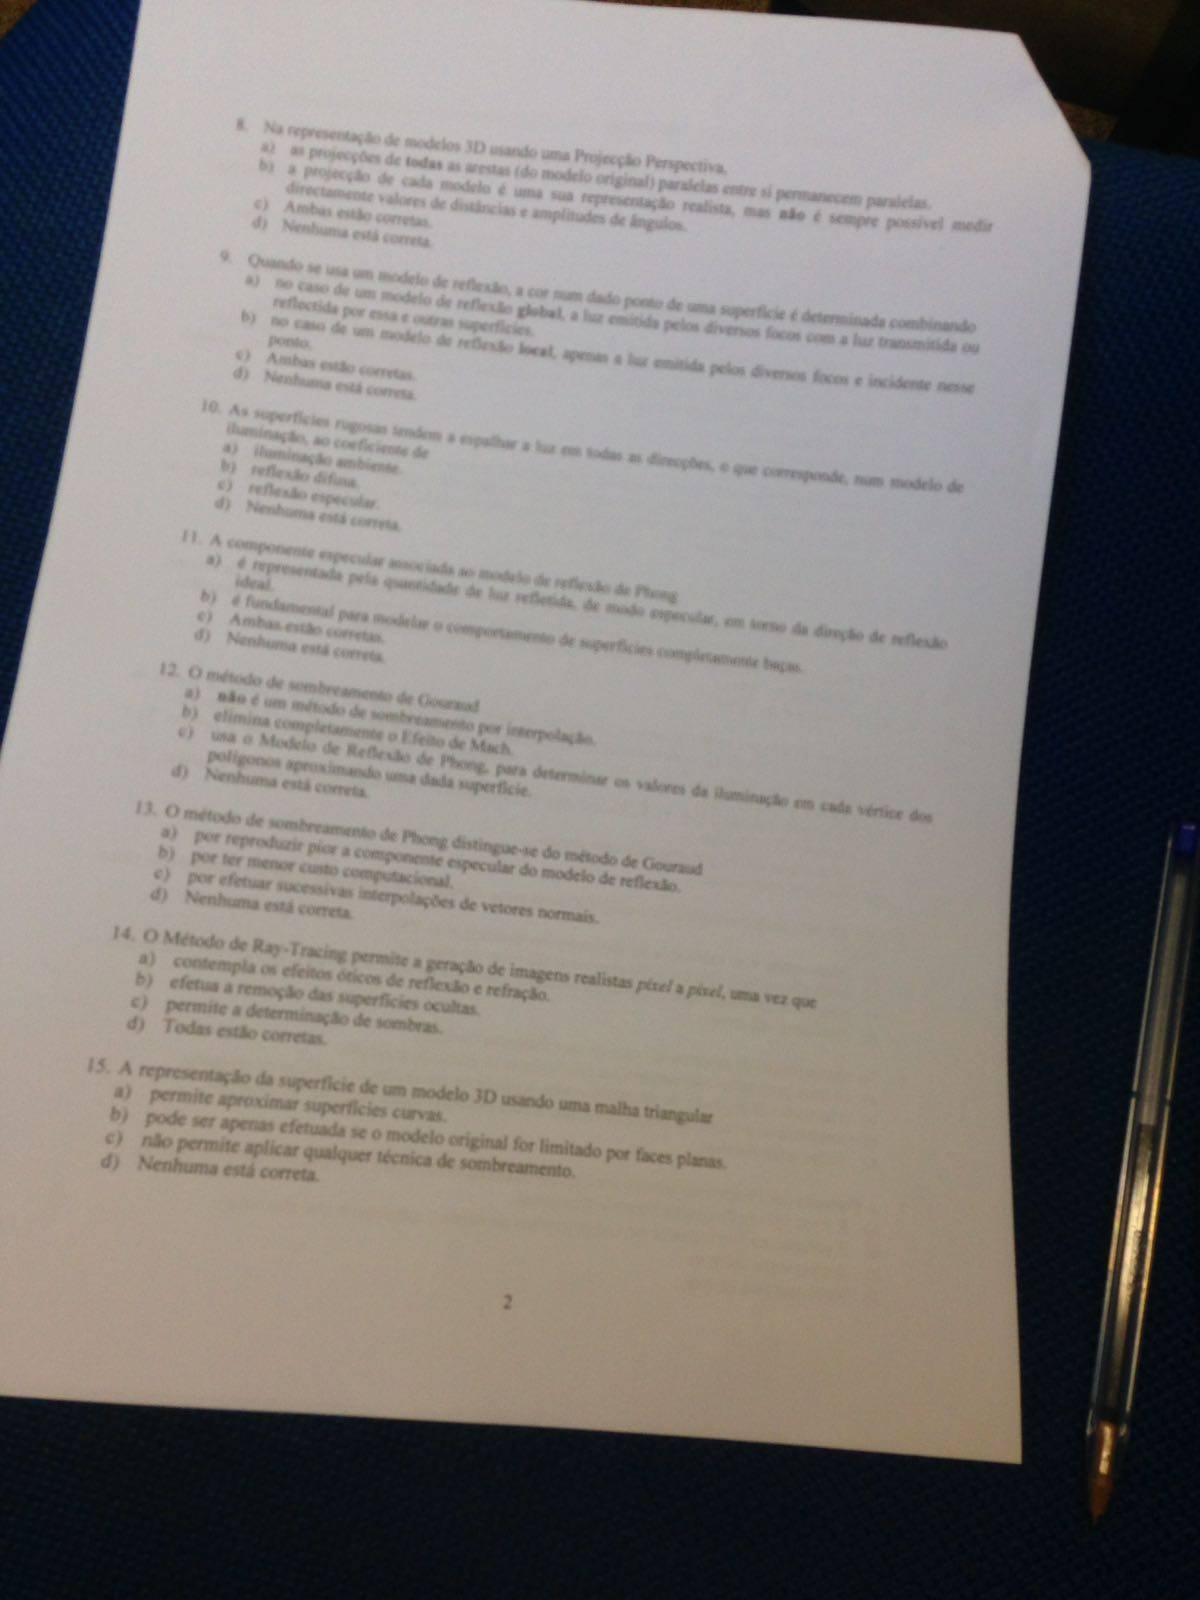 8. Na representação de modelos 3D usando uma Projecção Perspectiva,
a) as projecções de todas as arestas (do modelo original) paralelas entre si permanecem paralelas.
b) a projecção de cada modelo é uma sua representação realista, mas não é sempre possível medir
directamente valores de distâncias e amplitudes de ângulos.
c) Ambas estão corretas.
d) Nenhuma está correta.
9. Quando se usa um modelo de reflexão, a cor num dado ponto de uma superfície é determinada combinando
a) no caso de um modelo de reflexão global, a luz emitida pelos diversos focos com a luz transmitida ou
reflectida por essa e outras superfícies.
b) no caso de um modelo de reflexão local, apenas a luz emitida pelos diversos focos e incidente nesse
ponto.
c) Ambas estão corretas.
d) Nenhuma está correta.
10. As superfícies rugosas tendem a espalhar a luz em todas as direcções, o que corresponde, num modelo de
iluminação, ao coeficiente de
a) iluminação ambiente.
b) reflexão difusa.
c) reflexão especular.
d) Nenhuma está correta.
11. A componente especular associada ao modelo de reflexão de Phong
a) é representada pela quantidade de luz refletida, de modo especular, em torno da direção de reflexão
ideal.
b) é fundamental para modelar o comportamento de superfícies completamente baças.
c) Ambas estão corretas.
d) Nenhuma está correta.
12. O método de sombreamento de Gouraud
a) não é um método de sombreamento por interpolação.
b) elimina completamente o Efeito de Mach.
c) usa o Modelo de Reflexão de Phong, para determinar os valores da iluminação em cada vértice dos
polígonos aproximando uma dada superfície.
d) Nenhuma está correta.
13. O método de sombreamento de Phong distingue-se do método de Gouraud
a) por reproduzir pior a componente especular do modelo de reflexão.
b) por ter menor custo computacional.
c) por efetuar sucessivas interpolações de vetores normais.
d) Nenhuma está correta.
14. O Método de Ray-Tracing permite a geração de imagens realistas pixel a pixel, uma vez que
a) contempla os efeitos óticos de reflexão e refração.
b) efetua a remoção das superfícies ocultas.
c) permite a determinação de sombras.
d) Todas estão corretas.
15. A representação da superfície de um modelo 3D usando uma malha triangular
a) permite aproximar superfícies curvas.
b) pode ser apenas efetuada se o modelo original for limitado por faces planas.
c) não permite aplicar qualquer técnica de sombreamento.
d) Nenhuma está correta.
2